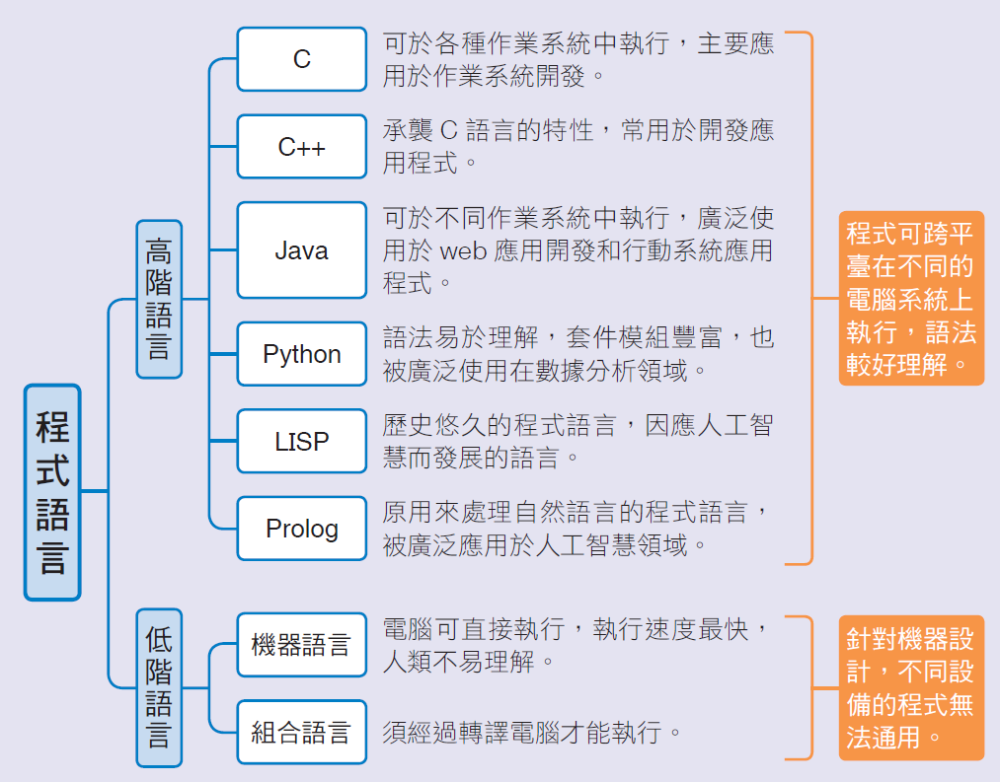 程式語言
高階語言
C
可於各種作業系統中執行，主要應
用於作業系統開發。
C++
承襲 C 語言的特性，常用於開發應
用程式。
Java
可於不同作業系統中執行，廣泛使
用於 web 應用開發和行動系統應用
程式。
Python
語法易於理解，套件模組豐富，也
被廣泛使用在數據分析領域。
LISP
歷史悠久的程式語言，因應人工智
慧而發展的語言。
Prolog
原用來處理自然語言的程式語言，
被廣泛應用於人工智慧領域。
程式可跨平
臺在不同的
電腦系統上
執行，語法
較好理解。
低階語言
機器語言
電腦可直接執行，執行速度最快，
人類不易理解。
組合語言
須經過轉譯電腦才能執行。
針對機器設
計，不同設
備的程式無
法通用。